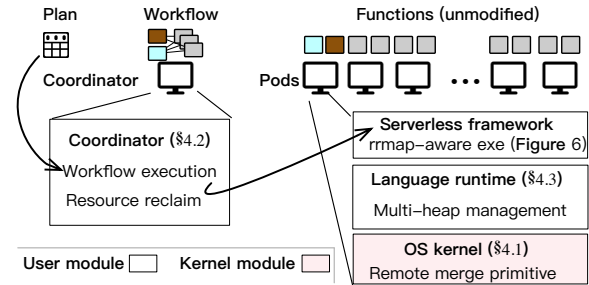 Plan
Workflow
Functions (unmodified)
Coordinator
Pods
...
Coordinator (§4.2)
Workflow execution
Resource reclaim
Serverless framework
rrmap-aware exe (Figure 6)
Language runtime (§4.3)
Multi-heap management
OS kernel (§4.1)
Remote merge primitive
User module
Kernel module